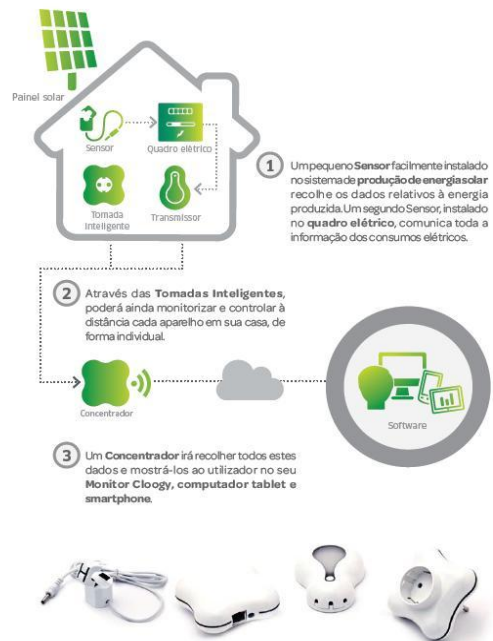 Painel solar
Sensor
Quadro elétrico
Tomada
Inteligente
Transmissor
1
Um pequeno Sensor facilmente instalado
no sistema de produção de energia solar
recolhe os dados relativos à energia
produzida. Um segundo Sensor, instalado
no quadro elétrico, comunica toda a
informação dos consumos elétricos.
2
Através das Tomadas Inteligentes,
poderá ainda monitorizar e controlar à
distância cada aparelho em sua casa, de
forma individual.
Concentrador
Software
3
Um Concentrador irá recolher todos estes
dados e mostrá-los ao utilizador no seu
Monitor Cloogy, computador tablet e
smartphone.